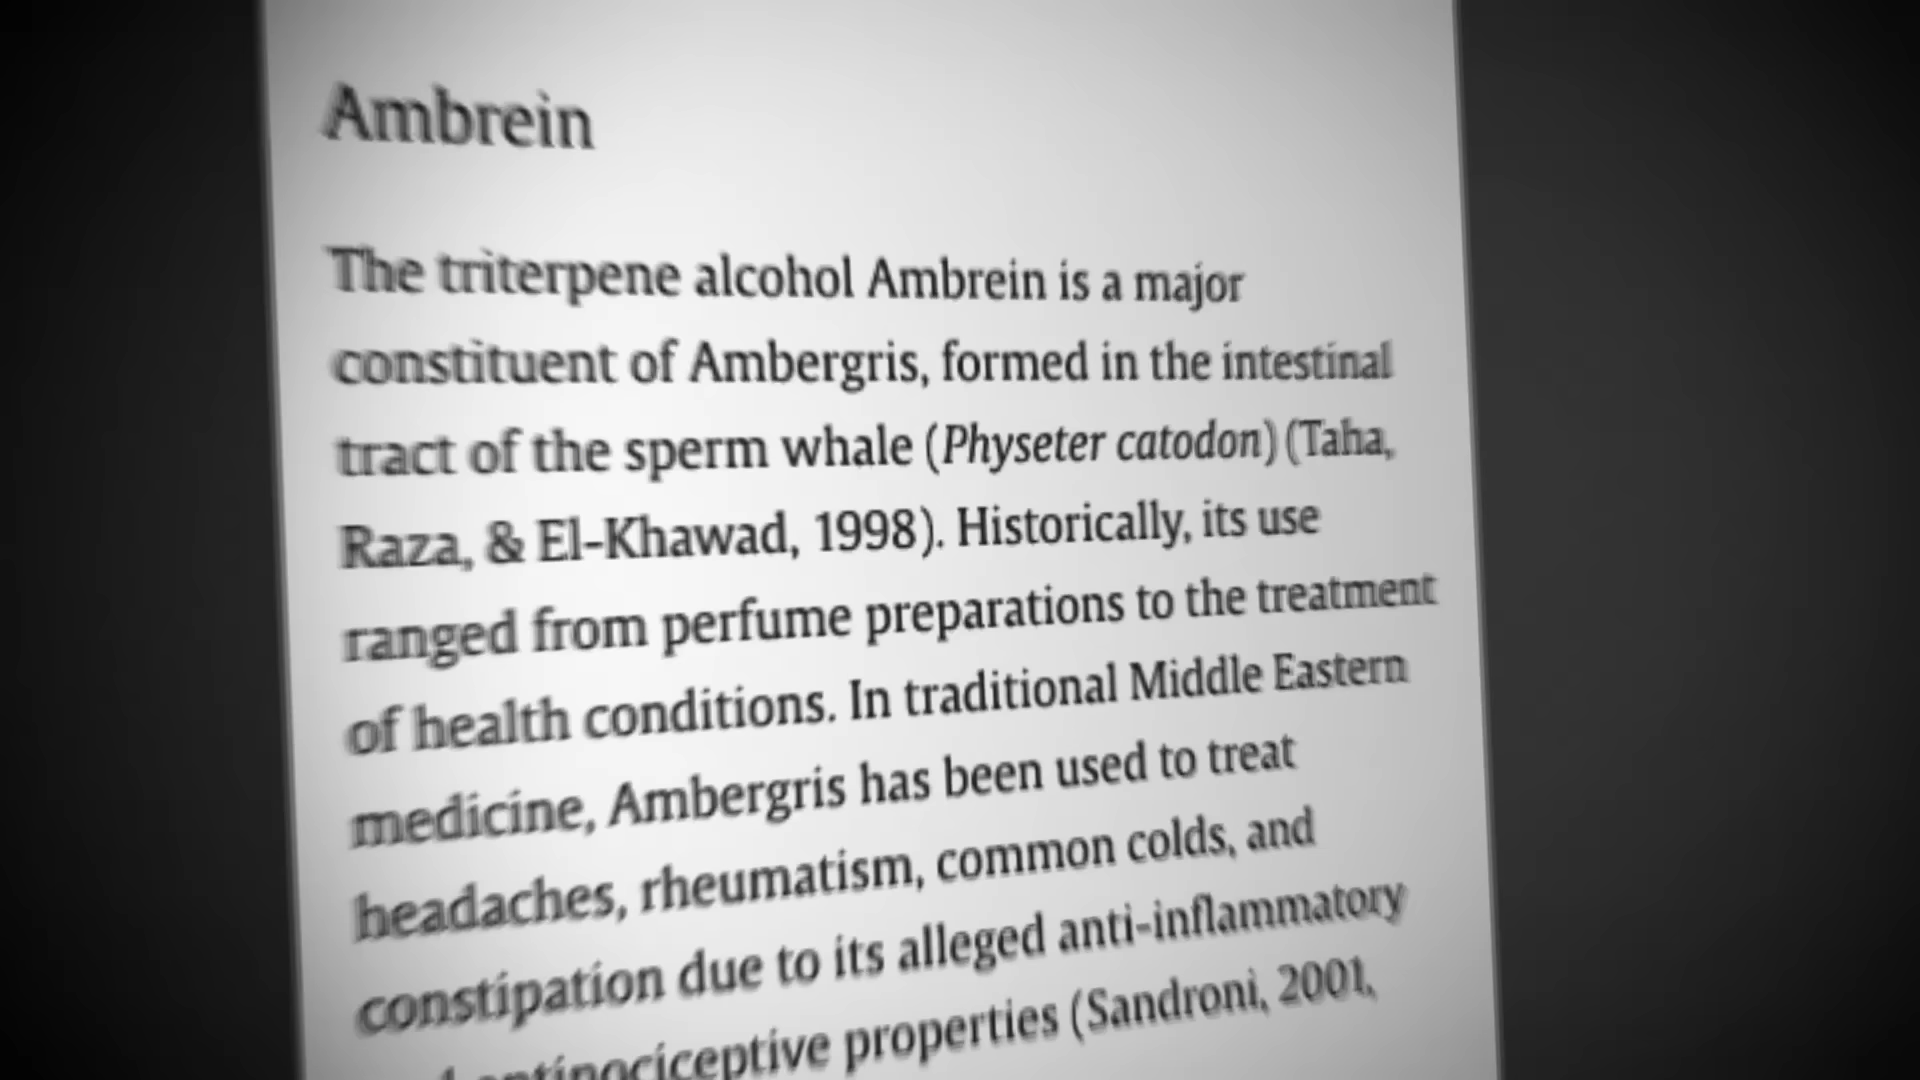 Ambrein
The triterpene alcohol Ambrein is a major
constituent of Ambergris, formed in the intestinal
tract of the sperm whale (Physeter catodon) (Taha,
Raza, & El-Khawad, 1998). Historically, its use
ranged from perfume preparations to the treatment
of health conditions. In traditional Middle Eastern
medicine, Ambergris has been used to treat
headaches, rheumatism, common colds, and
constipation due to its alleged anti-inflammatory
antinociceptive properties (Sandroni, 2001,